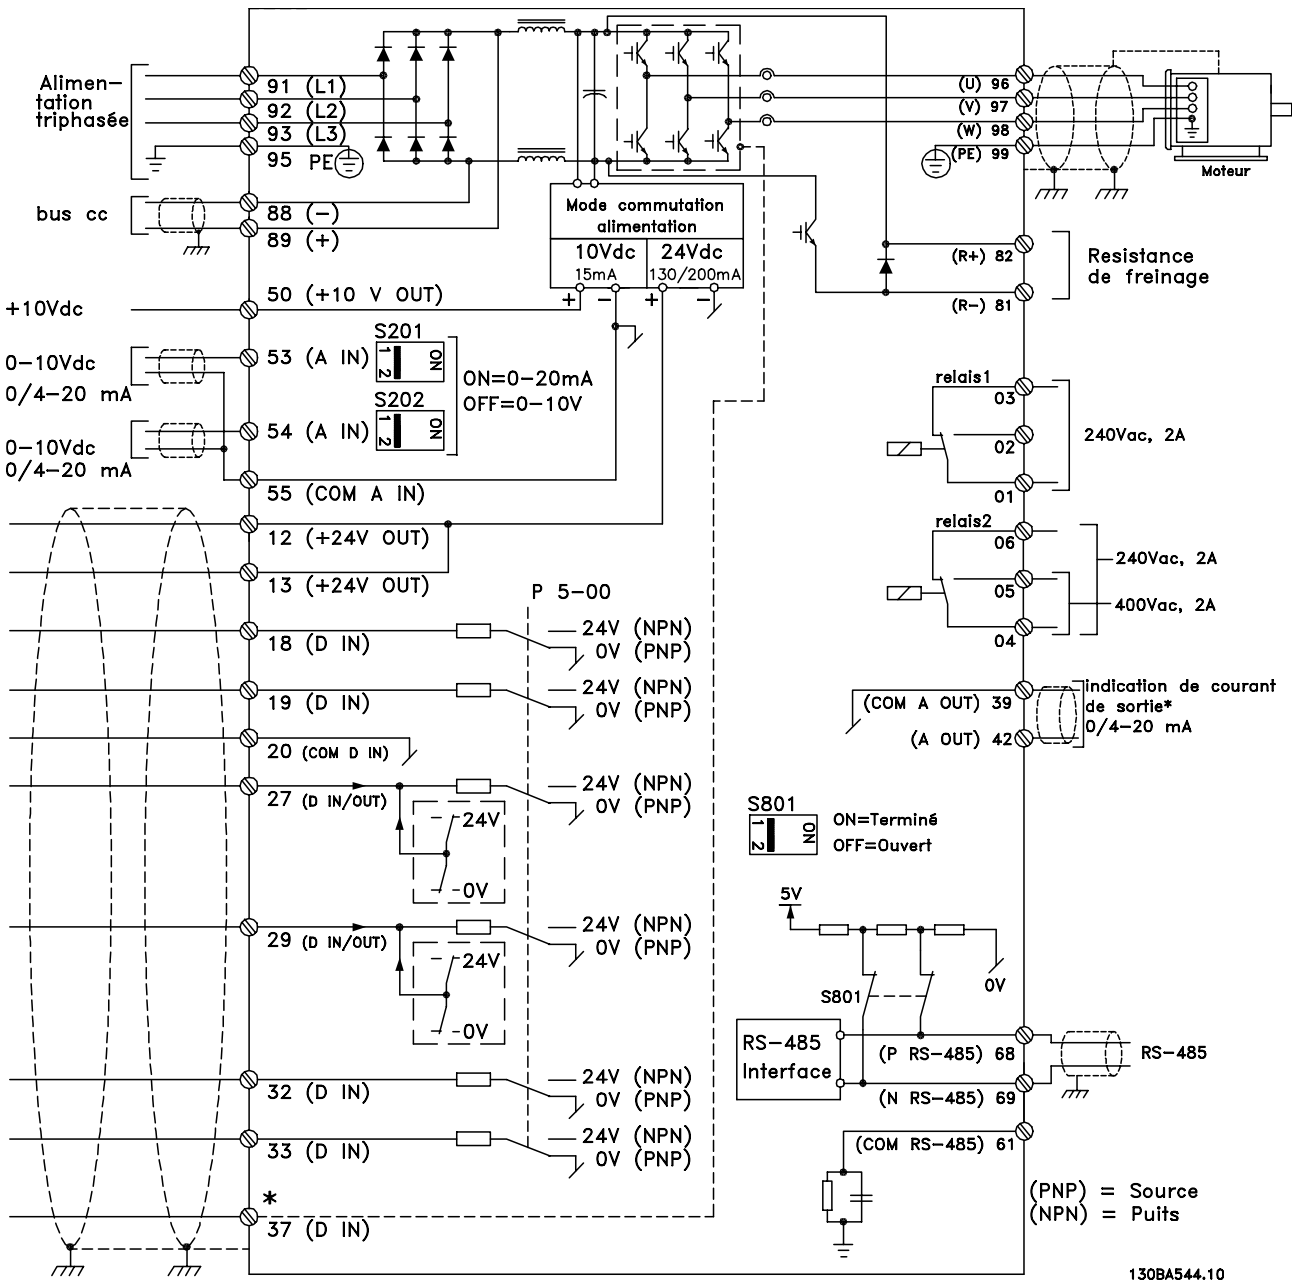 Alimen-
tation
triphasée
91 (L1)
92 (L2)
93 (L3)
95 PE
bus cc
88 (−)
89 (+)
+10Vdc
50 (+10 V OUT)
0−10Vdc
0/4−20 mA
53 (A IN)
S201
1
2
ON
ON=0−20mA
OFF=0−10V
0−10Vdc
0/4−20 mA
54 (A IN)
S202
1
2
ON
55 (COM A IN)
12 (+24V OUT)
13 (+24V OUT)
P 5-00
18 (D IN)
24V (NPN)
0V (PNP)
19 (D IN)
24V (NPN)
0V (PNP)
20 (COM D IN)
27 (D IN/OUT)
24V (NPN)
0V (PNP)
24V
0V
29 (D IN/OUT)
24V (NPN)
0V (PNP)
24V
0V
32 (D IN)
24V (NPN)
0V (PNP)
33 (D IN)
24V (NPN)
0V (PNP)
*
37 (D IN)
Mode commutation
alimentation
10Vdc
15mA
24Vdc
130/200mA
+ − + −
(U) 96
(V) 97
(W) 98
(PE) 99
Moteur
(R+) 82
(R−) 81
Resistance
de freinage
relais1
03
02
01
240Vac, 2A
relais2
06
05
04
240Vac, 2A
400Vac, 2A
(COM A OUT) 39
(A OUT) 42
indication de courant
de sortie*
0/4−20 mA
S801
1
2
ON
ON=Terminé
OFF=Ouvert
5V
0V
S801
RS-485
Interface
(P RS-485) 68
(N RS-485) 69
(COM RS-485) 61
RS-485
(PNP) = Source
(NPN) = Puits
130BA544.10